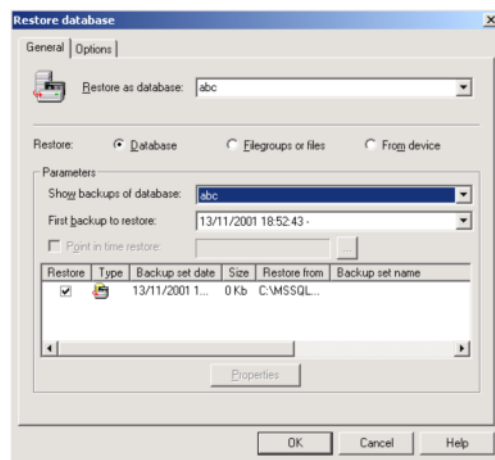 Restore database
General Options
Restore as database: abc
Restore: Database Filegroups or files From device
Parameters
Show backups of database: abc
First backup to restore: 13/11/2001 18:52:43 -
Point in time restore: ...
Restore Type Backup set date Size Restore from Backup set name
13/11/2001 1... 0 Kb C:\MSSQL...
Properties
OK Cancel Help